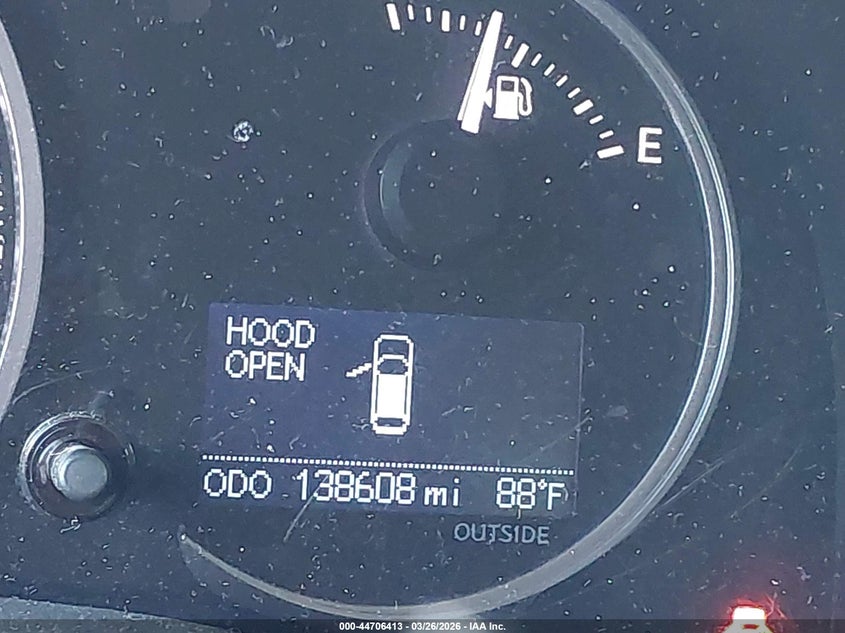 E
HOOD
OPEN
ODO 138608 mi 88°F
OUTSIDE
000-44706413 - 03/26/2026 - IAA Inc.